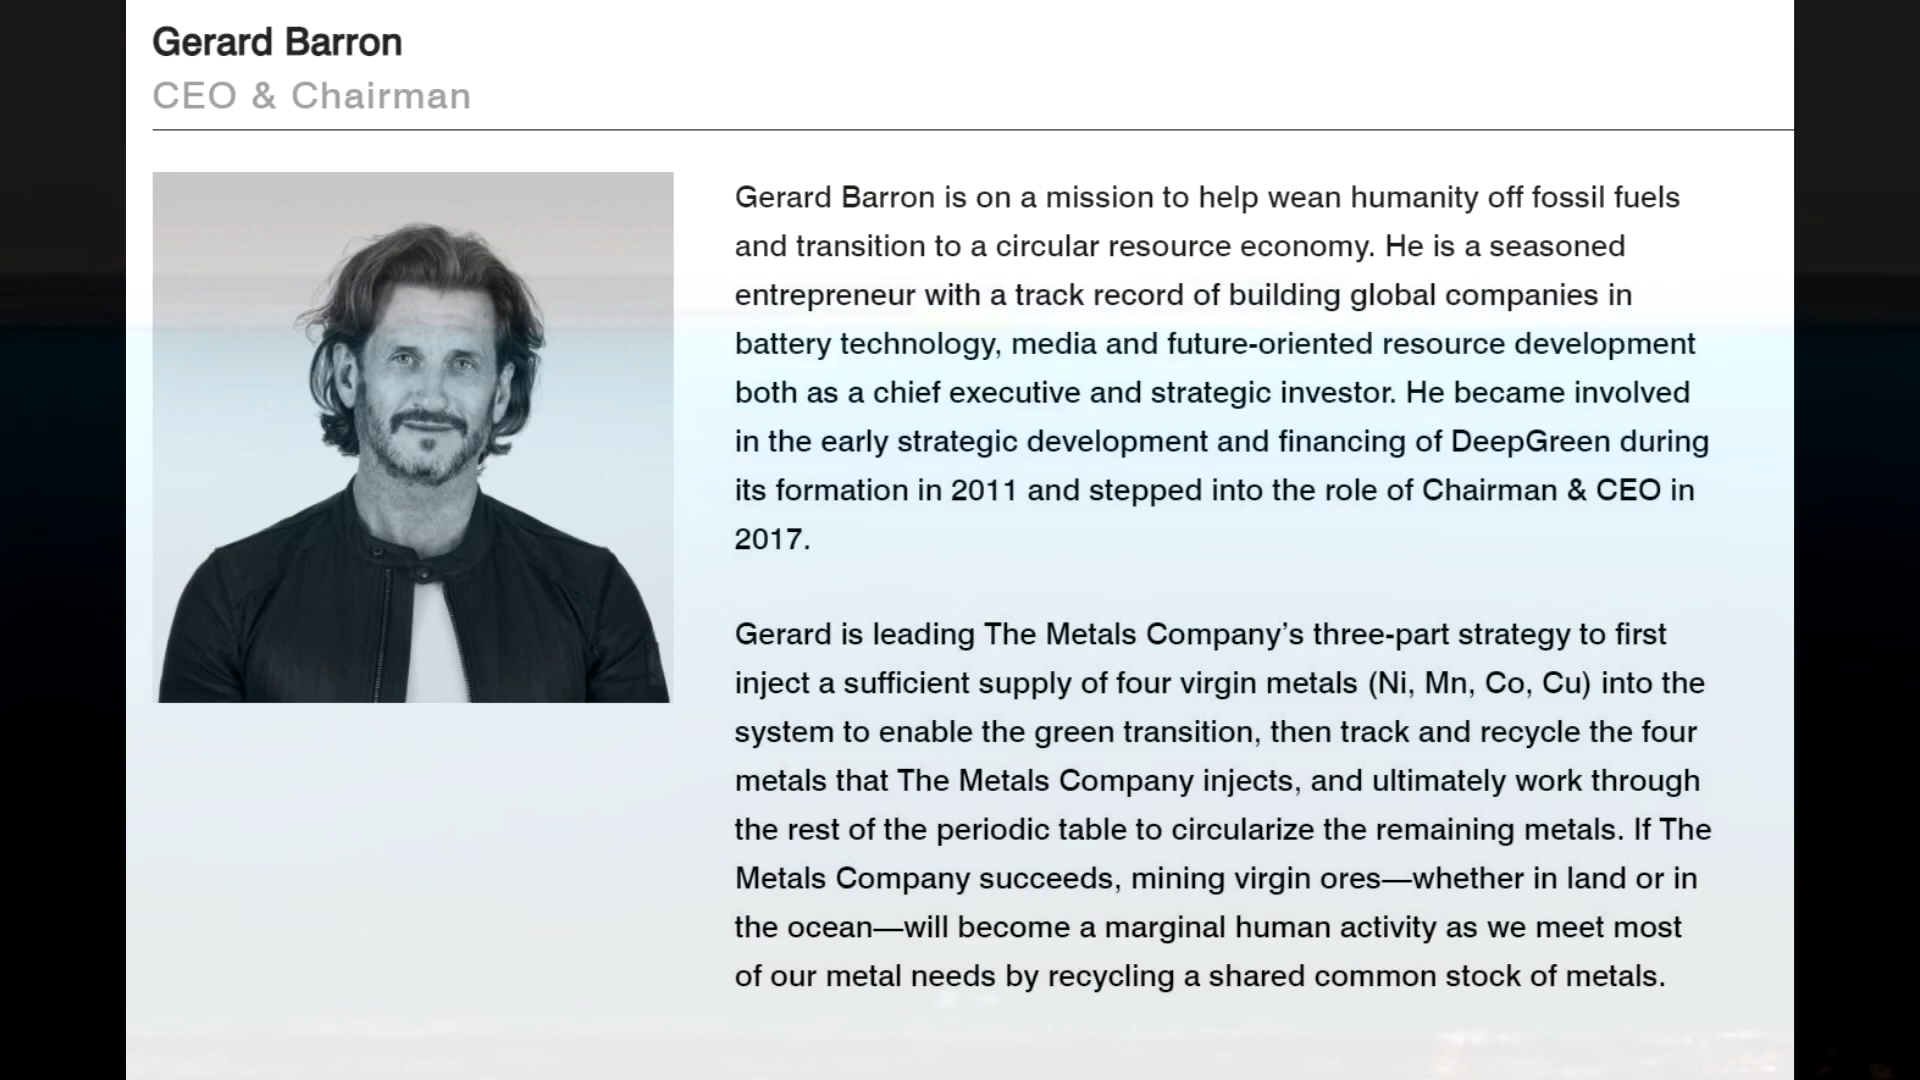 Gerard Barron
CEO & Chairman
Gerard Barron is on a mission to help wean humanity off fossil fuels
and transition to a circular resource economy. He is a seasoned
entrepreneur with a track record of building global companies in
battery technology, media and future-oriented resource development
both as a chief executive and strategic investor. He became involved
in the early strategic development and financing of DeepGreen during
its formation in 2011 and stepped into the role of Chairman & CEO in
2017.
Gerard is leading The Metals Company’s three-part strategy to first
inject a sufficient supply of four virgin metals (Ni, Mn, Co, Cu) into the
system to enable the green transition, then track and recycle the four
metals that The Metals Company injects, and ultimately work through
the rest of the periodic table to circularize the remaining metals. If The
Metals Company succeeds, mining virgin ores—whether in land or in
the ocean—will become a marginal human activity as we meet most
of our metal needs by recycling a shared common stock of metals.